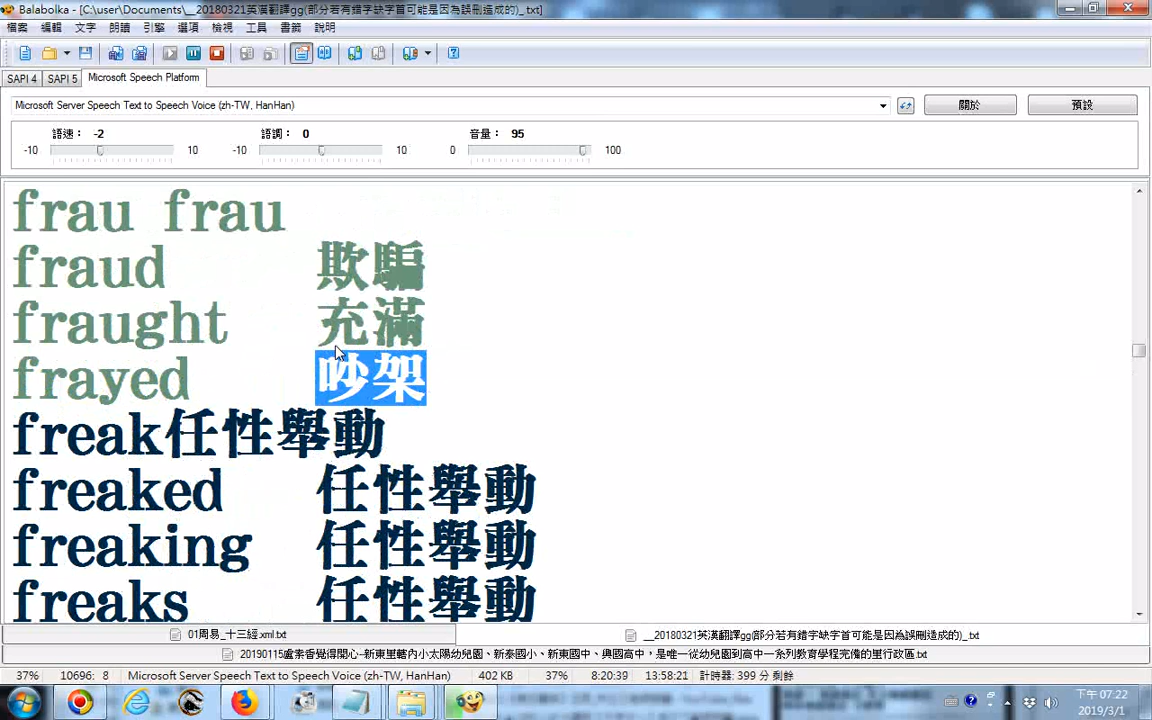 Balabolka - [C:\user\Documents\__20180321英漢翻譯gg(部分若有錯字缺字首可能是因為誤刪造成的)_.txt]
檔案 編輯 文字 朗讀 引擎 選項 檢視 工具 書籤 說明
SAPI 4 SAPI 5 Microsoft Speech Platform
Microsoft Server Speech Text to Speech Voice (zh-TW, HanHan) 關於 預設
語速： -2 語調： 0 音量： 95
-10 10 -10 10 0 100
frau frau
fraud 欺騙
fraught 充滿
frayed 吵架
freak任性舉動
freaked 任性舉動
freaking 任性舉動
freaks 任性舉動
01周易_十三經.xml.txt __20180321英漢翻譯gg(部分若有錯字缺字首可能是因為誤刪造成的)_.txt
20190115盧素香覺得開心-新東里轄內小太陽幼兒園、新泰國小、新東國中、興國高中，是唯一從幼兒園到高中一系列教育學程完備的里行政區.txt
37% 10696: 8 Microsoft Server Speech Text to Speech Voice (zh-TW, HanHan) 402 KB 37% 8:20:39 13:58:21 計時器: 399 分 剩餘
下午 07:22
2019/3/1